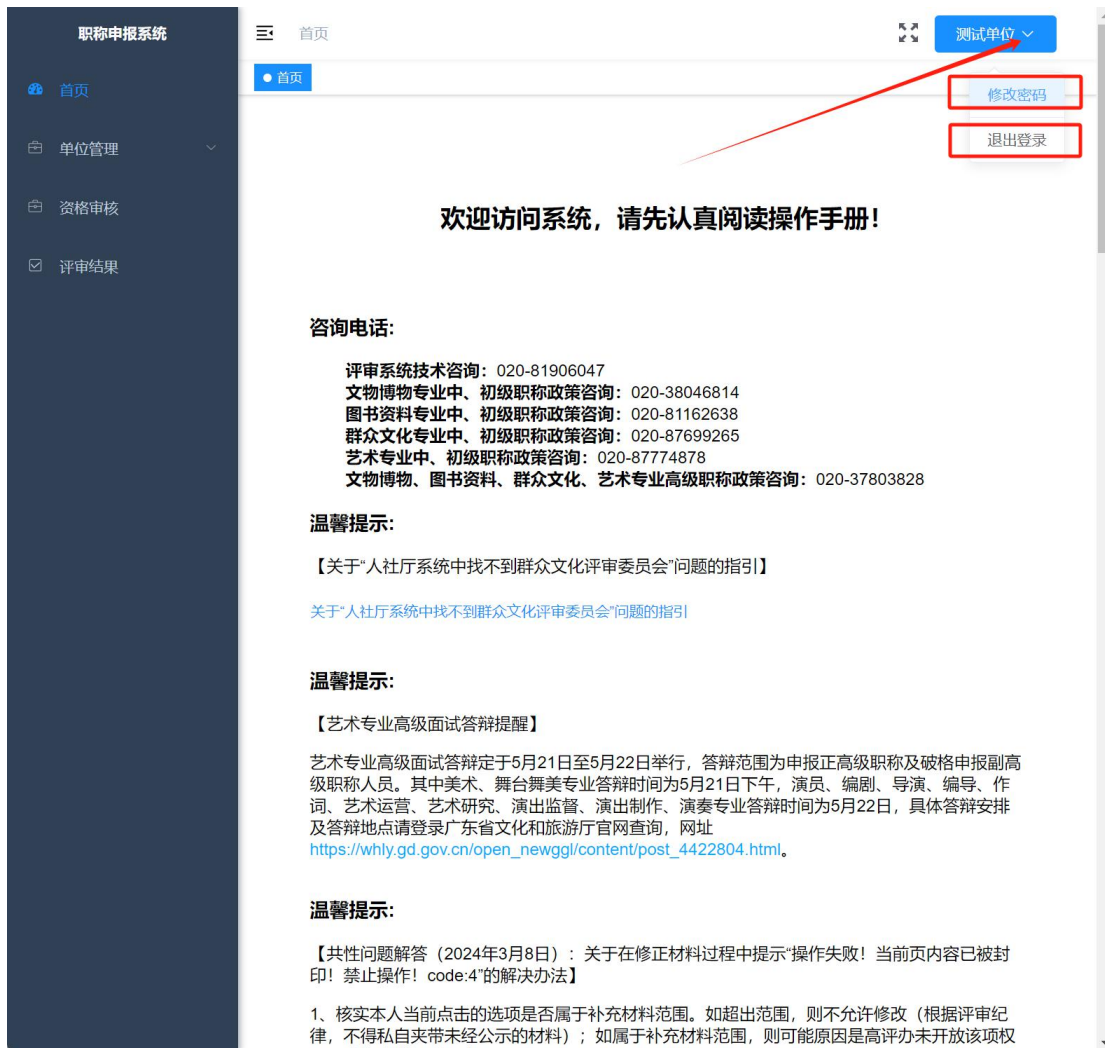 职称申报系统
首页
测试单位
首页
首页
修改密码
单位管理
退出登录
资格审核
评审结果
欢迎访问系统，请先认真阅读操作手册！
咨询电话：
评审系统技术咨询：020-81906047
文物博物专业中、初级职称政策咨询：020-38046814
图书资料专业中、初级职称政策咨询：020-81162638
群众文化专业中、初级职称政策咨询：020-87699265
艺术专业中、初级职称政策咨询：020-87774878
文物博物、图书资料、群众文化、艺术专业高级职称政策咨询：020-37803828
温馨提示：
【关于“人社厅系统中找不到群众文化评审委员会”问题的指引】
关于“人社厅系统中找不到群众文化评审委员会”问题的指引
温馨提示：
【艺术专业高级面试答辩提醒】
艺术专业高级面试答辩定于5月21日至5月22日举行，答辩范围为申报正高级职称及破格申报副高
级职称人员。其中美术、舞台舞美专业答辩时间为5月21日下午，演员、编剧、导演、编导、作
词、艺术运营、艺术研究、演出监督、演出制作、演奏专业答辩时间为5月22日，具体答辩安排
及答辩地点请登录广东省文化和旅游厅官网查询，网址
https://whly.gd.gov.cn/open_newggl/content/post_4422804.html。
温馨提示：
【共性问题解答（2024年3月8日）：关于在修正材料过程中提示“操作失败！当前页内容已被封
印！禁止操作！code:4”的解决办法】
1、核实本人当前点击的选项是否属于补充材料范围。如超出范围，则不允许修改（根据评审纪
律，不得私自夹带未经公示的材料）；如属于补充材料范围，则可能原因是高评办未开放该项权